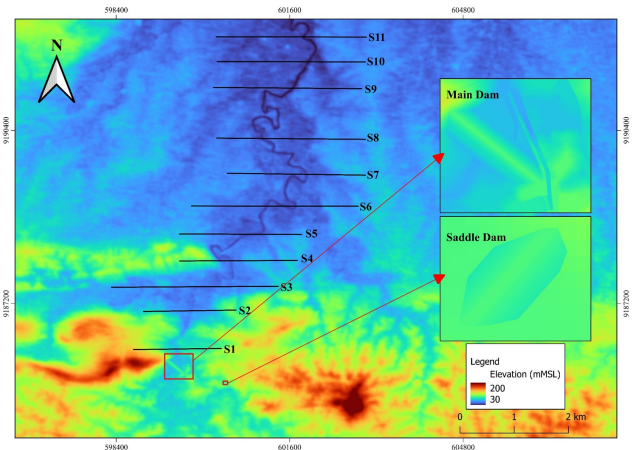 598400 601600 604800
N
S11
S10
S9
S8
S7
S6
S5
S4
S3
S2
S1
Main Dam
Saddle Dam
9190400
9187200
9190400
9187200
Legend
Elevation (mMSL)
200
30
0 1 2 km
598400 601600 604800